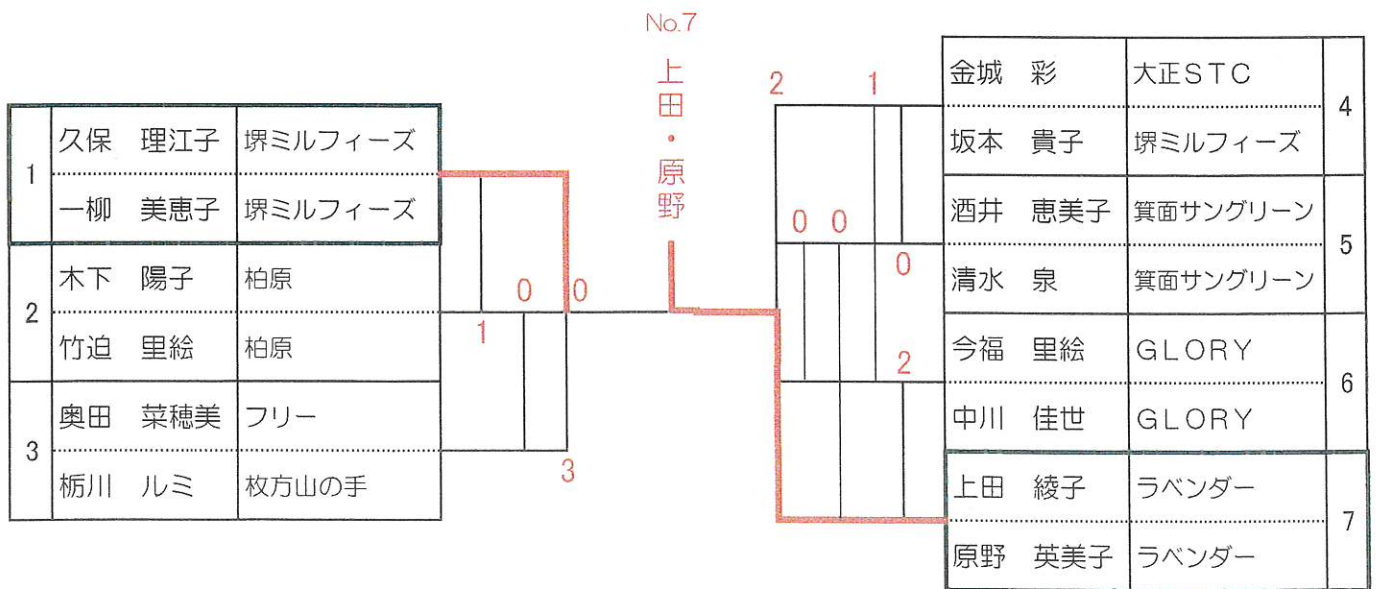 No.7
上田・原野
1
久保 理江子 堺ミルフィーズ
一柳 美恵子 堺ミルフィーズ
2
木下 陽子 柏原
竹迫 里絵 柏原
3
奥田 菜穂美 フリー
栃川 ルミ 枚方山の手
1
0
0
3
金城 彩 大正STC
坂本 貴子 堺ミルフィーズ
4
酒井 恵美子 箕面サングリーン
清水 泉 箕面サングリーン
5
今福 里絵 GLORY
中川 佳世 GLORY
6
上田 綾子 ラベンダー
原野 英美子 ラベンダー
7
2 1
0 0
0
2